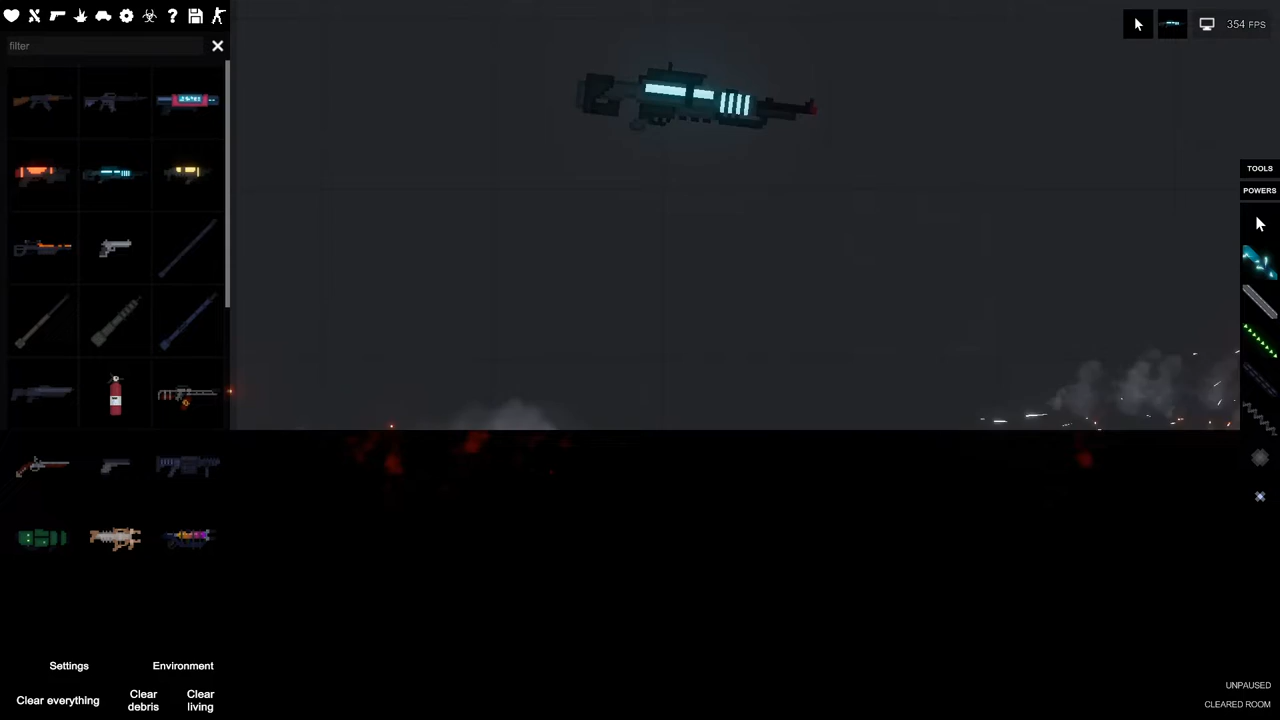 filter
354 FPS
TOOLS
POWERS
Settings
Environment
Clear everything
Clear debris
Clear living
UNPAUSED
CLEARED ROOM